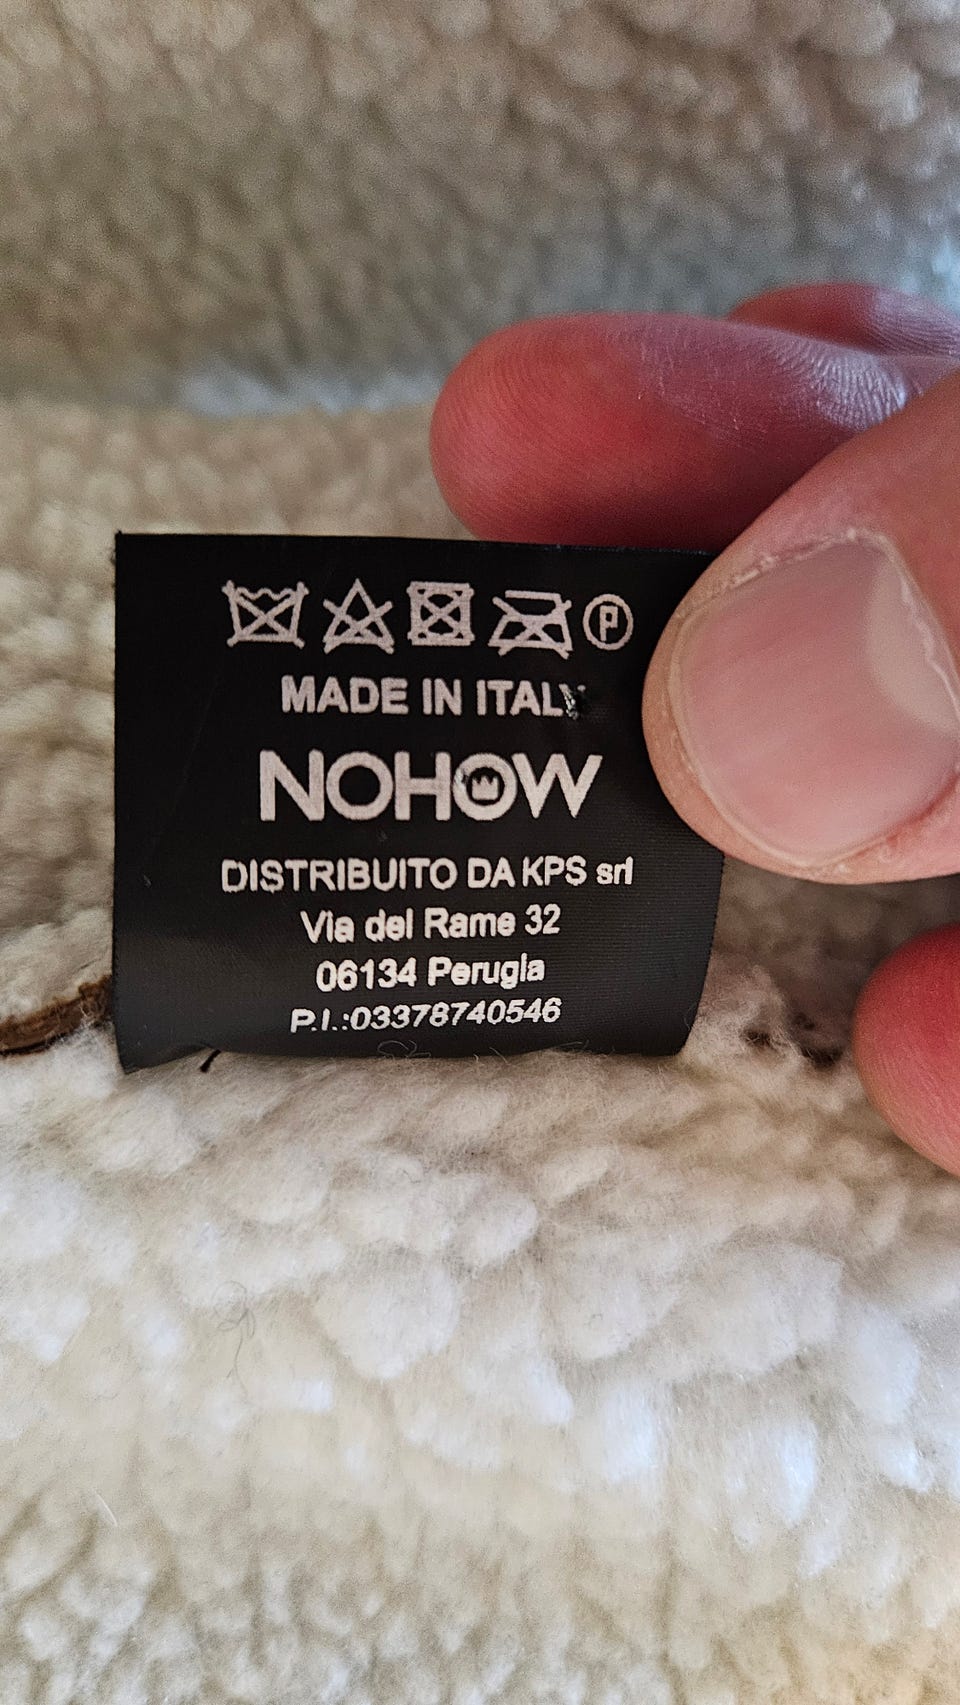 P
MADE IN ITALY
NOHOW
DISTRIBUITO DA KPS srl
Via del Rame 32
06134 Perugia
P.I.:03378740546